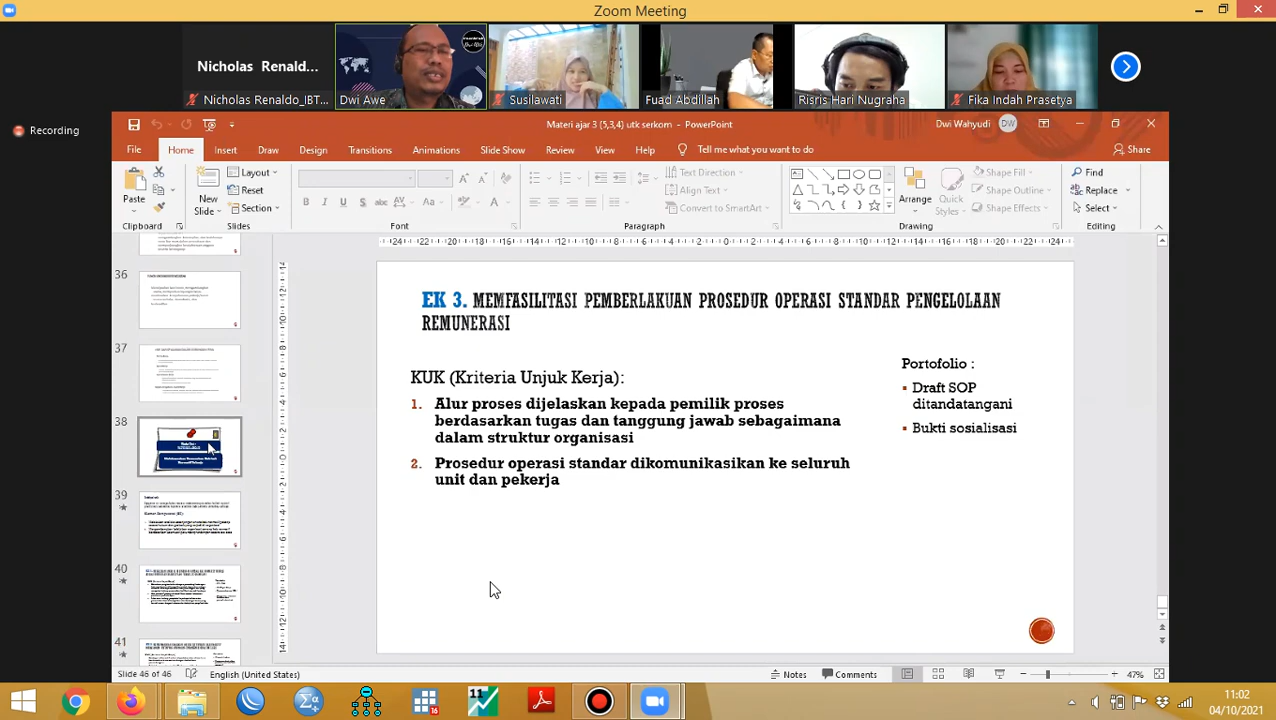 Zoom Meeting
Nicholas Renaldo...
Nicholas Renaldo_IBT...
Dwi Awe
Susilawati
Fuad Abdillah
Risris Hari Nugraha
Fika Indah Prasetya
Recording
Materi ajar 3 (5,3,4) utk serkom - PowerPoint
Dwi Wahyudi
DW
File
Home
Insert
Draw
Design
Transitions
Animations
Slide Show
Review
View
Help
Tell me what you want to do
Share
Paste
New
Slide
Layout
Reset
Section
Text Direction
Align Text
Convert to SmartArt
Arrange
Quick
Styles
Shape Fill
Shape Outline
Shape Effects
Find
Replace
Select
Clipboard
Slides
Font
Paragraph
Drawing
Editing
36
37
38
39
40
41
EK 3. MEMFASILITASI PEMBERLAKUAN PROSEDUR OPERASI STANDAR PENGELOLAAN
REMUNERASI
KUK (Kriteria Unjuk Kerja):
1. Alur proses dijelaskan kepada pemilik proses
berdasarkan tugas dan tanggung jawab sebagaimana
dalam struktur organisasi
2. Prosedur operasi standar dikomunikasikan ke seluruh
unit dan pekerja
Portofolio :
▪ Draft SOP
ditandatangani
▪ Bukti sosialisasi
Slide 46 of 46
English (United States)
Notes
Comments
47%
11:02
04/10/2021